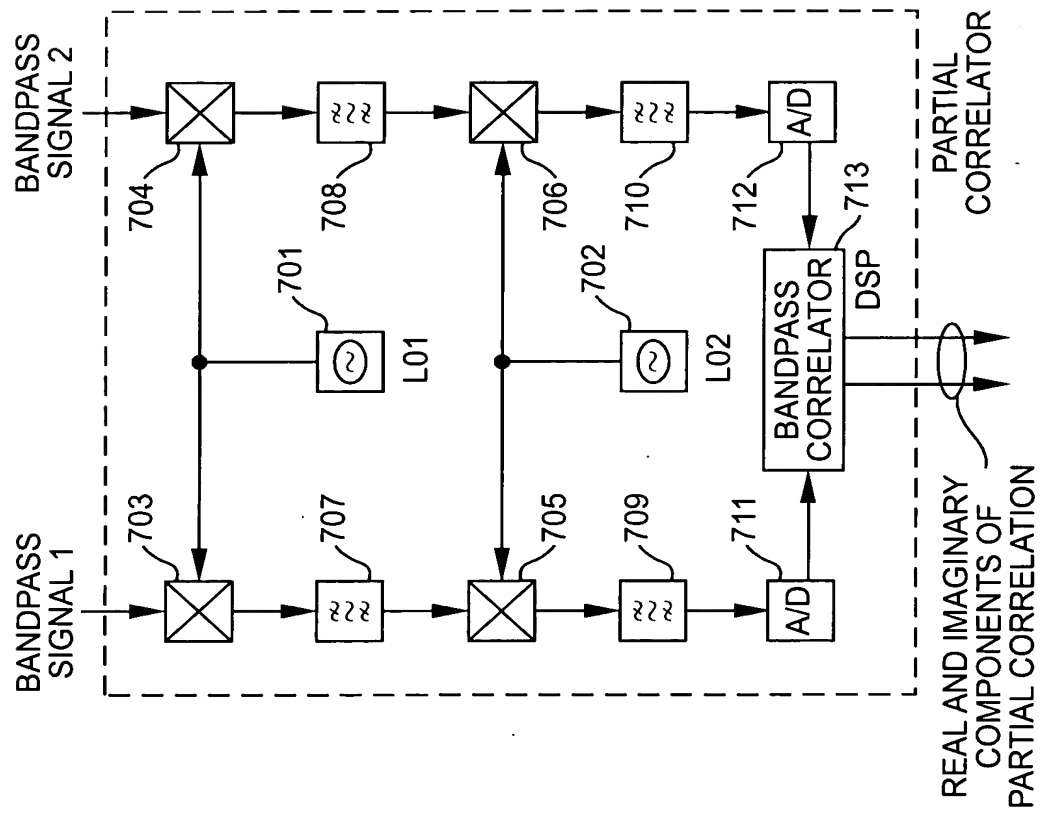 BANDPASS
SIGNAL 1
BANDPASS
SIGNAL 2
703
704
701
L01
707
708
705
706
702
L02
709
710
711
A/D
712
A/D
BANDPASS
CORRELATOR
713
DSP
REAL AND IMAGINARY
COMPONENTS OF
PARTIAL CORRELATION
PARTIAL
CORRELATOR